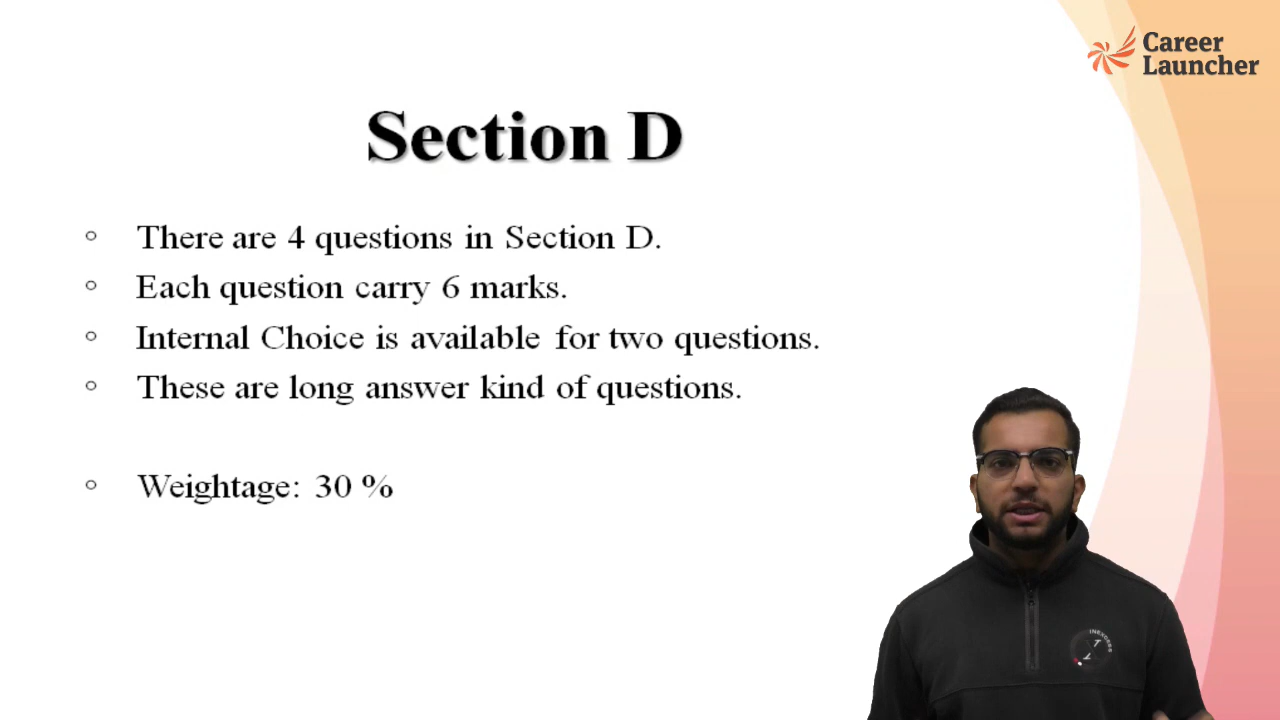 Career
Launcher
Section D
There are 4 questions in Section D.
Each question carry 6 marks.
Internal Choice is available for two questions.
These are long answer kind of questions.
Weightage: 30 %